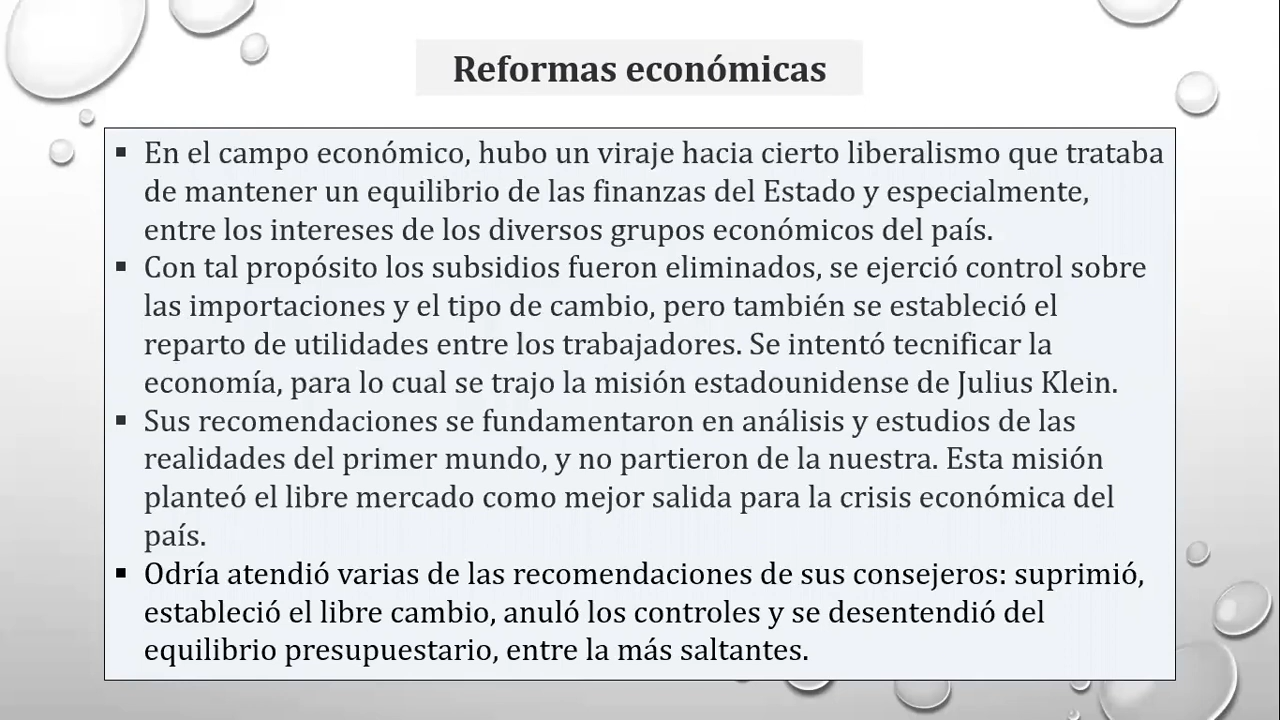 Reformas económicas
▪ En el campo económico, hubo un viraje hacia cierto liberalismo que trataba
de mantener un equilibrio de las finanzas del Estado y especialmente,
entre los intereses de los diversos grupos económicos del país.
▪ Con tal propósito los subsidios fueron eliminados, se ejerció control sobre
las importaciones y el tipo de cambio, pero también se estableció el
reparto de utilidades entre los trabajadores. Se intentó tecnificar la
economía, para lo cual se trajo la misión estadounidense de Julius Klein.
▪ Sus recomendaciones se fundamentaron en análisis y estudios de las
realidades del primer mundo, y no partieron de la nuestra. Esta misión
planteó el libre mercado como mejor salida para la crisis económica del
país.
▪ Odría atendió varias de las recomendaciones de sus consejeros: suprimió,
estableció el libre cambio, anuló los controles y se desentendió del
equilibrio presupuestario, entre la más saltantes.